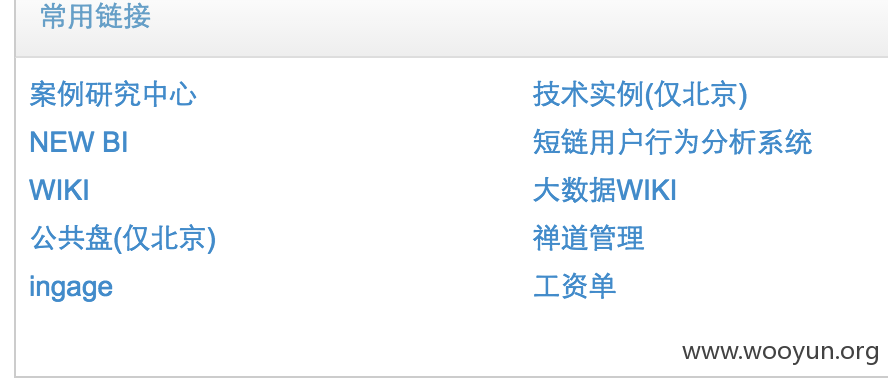 常用链接
案例研究中心
技术实例(仅北京)
NEW BI
短链用户行为分析系统
WIKI
大数据WIKI
公共盘(仅北京)
禅道管理
ingage
工资单
www.wooyun.org